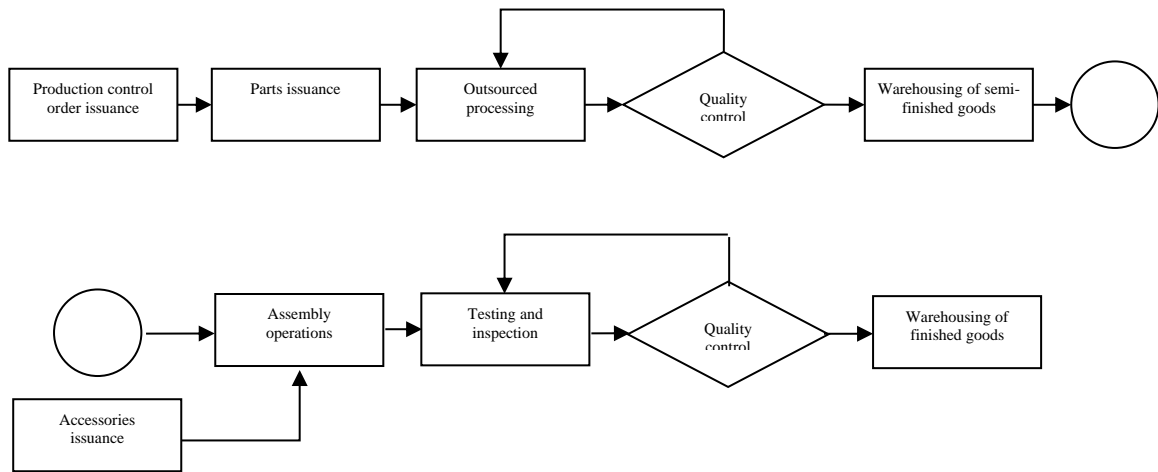 Production control
order issuance
Parts issuance
Outsourced
processing
Quality
control
Warehousing of semi-
finished goods
Assembly
operations
Testing and
inspection
Quality
control
Warehousing of
finished goods
Accessories
issuance